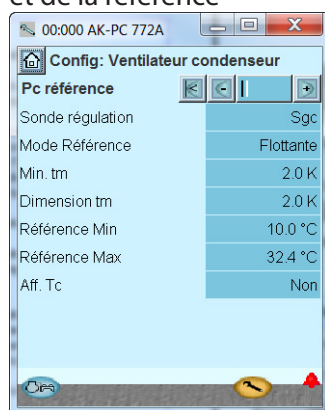 et de la référence
00:000 AK-PC 772A
Config: Ventilateur condenseur
Pc référence
Sonde régulation Sgc
Mode Référence Flottante
Min. tm 2.0 K
Dimension tm 2.0 K
Référence Min 10.0 °C
Référence Max 32.4 °C
Aff. Tc Non